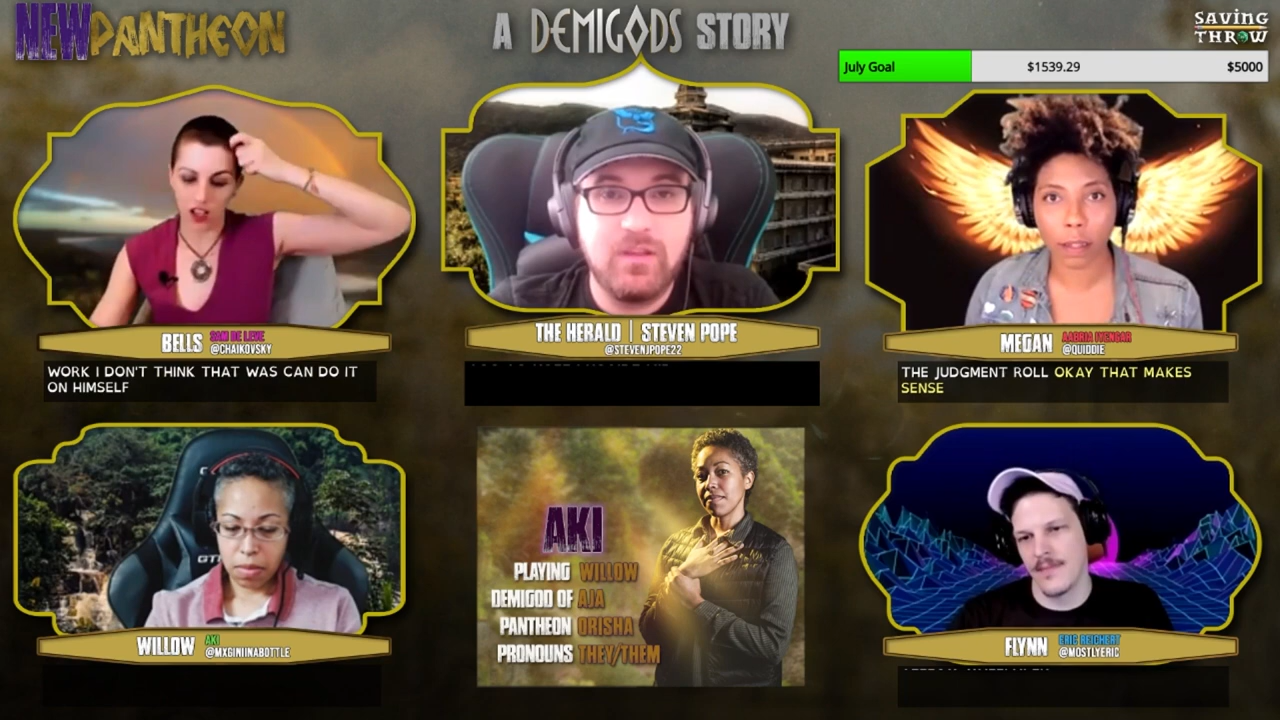 NEW PANTHEON
A DEMIGODS STORY
SAVING
THROW
July Goal $1539.29 $5000
BELLS SAM DE LEVE
@CHAIKOVSKY
THE HERALD | STEVEN POPE
@STEVENJPOPE22
MEGAN AABRIA IYENGAR
@QUIDDIE
WORK I DON'T THINK THAT WAS CAN DO IT
ON HIMSELF
THE JUDGMENT ROLL OKAY THAT MAKES
SENSE
AKI
PLAYING WILLOW
DEMIGOD OF AJA
PANTHEON ORISHA
PRONOUNS THEY/THEM
WILLOW AKI
@MXGINIINABOTTLE
FLYNN ERIC REICHERT
@MOSTLYERIC